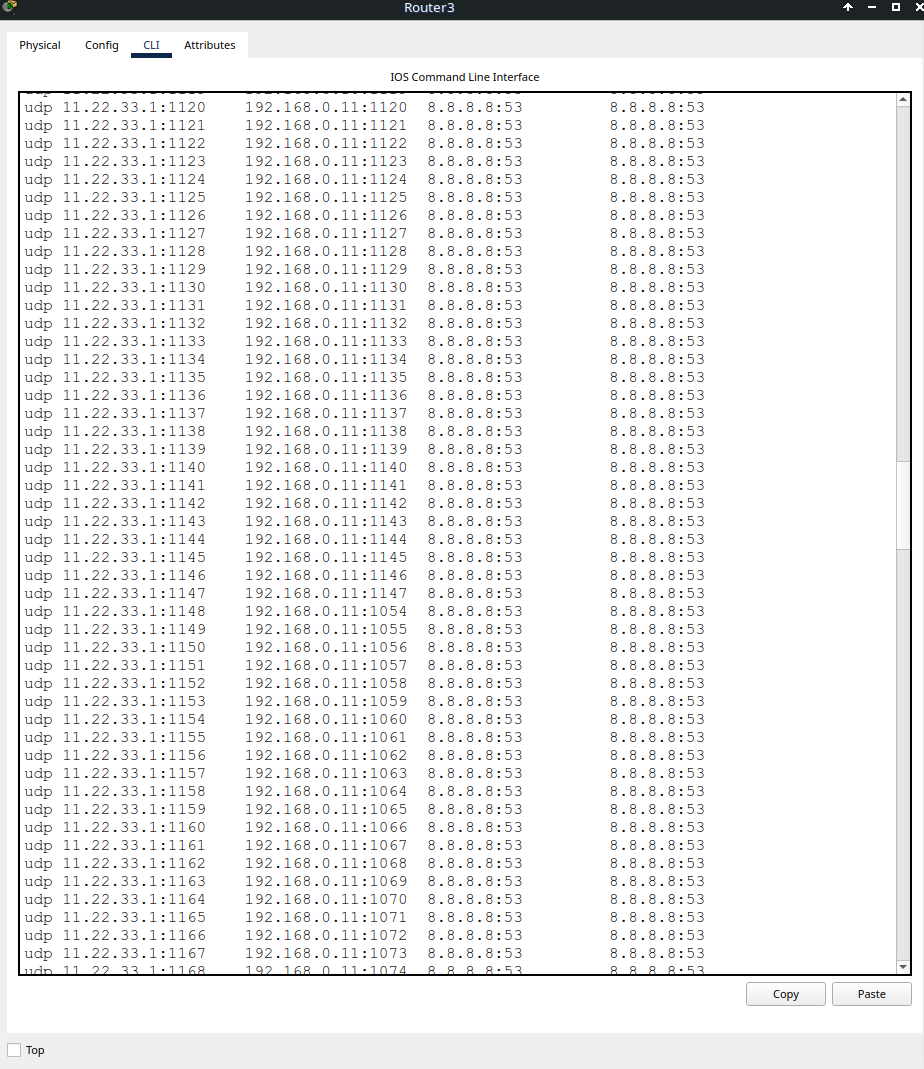 Router3
Physical Config CLI Attributes
IOS Command Line Interface
udp 11.22.33.1:1120 192.168.0.11:1120 8.8.8.8:53 8.8.8.8:53
udp 11.22.33.1:1121 192.168.0.11:1121 8.8.8.8:53 8.8.8.8:53
udp 11.22.33.1:1122 192.168.0.11:1122 8.8.8.8:53 8.8.8.8:53
udp 11.22.33.1:1123 192.168.0.11:1123 8.8.8.8:53 8.8.8.8:53
udp 11.22.33.1:1124 192.168.0.11:1124 8.8.8.8:53 8.8.8.8:53
udp 11.22.33.1:1125 192.168.0.11:1125 8.8.8.8:53 8.8.8.8:53
udp 11.22.33.1:1126 192.168.0.11:1126 8.8.8.8:53 8.8.8.8:53
udp 11.22.33.1:1127 192.168.0.11:1127 8.8.8.8:53 8.8.8.8:53
udp 11.22.33.1:1128 192.168.0.11:1128 8.8.8.8:53 8.8.8.8:53
udp 11.22.33.1:1129 192.168.0.11:1129 8.8.8.8:53 8.8.8.8:53
udp 11.22.33.1:1130 192.168.0.11:1130 8.8.8.8:53 8.8.8.8:53
udp 11.22.33.1:1131 192.168.0.11:1131 8.8.8.8:53 8.8.8.8:53
udp 11.22.33.1:1132 192.168.0.11:1132 8.8.8.8:53 8.8.8.8:53
udp 11.22.33.1:1133 192.168.0.11:1133 8.8.8.8:53 8.8.8.8:53
udp 11.22.33.1:1134 192.168.0.11:1134 8.8.8.8:53 8.8.8.8:53
udp 11.22.33.1:1135 192.168.0.11:1135 8.8.8.8:53 8.8.8.8:53
udp 11.22.33.1:1136 192.168.0.11:1136 8.8.8.8:53 8.8.8.8:53
udp 11.22.33.1:1137 192.168.0.11:1137 8.8.8.8:53 8.8.8.8:53
udp 11.22.33.1:1138 192.168.0.11:1138 8.8.8.8:53 8.8.8.8:53
udp 11.22.33.1:1139 192.168.0.11:1139 8.8.8.8:53 8.8.8.8:53
udp 11.22.33.1:1140 192.168.0.11:1140 8.8.8.8:53 8.8.8.8:53
udp 11.22.33.1:1141 192.168.0.11:1141 8.8.8.8:53 8.8.8.8:53
udp 11.22.33.1:1142 192.168.0.11:1142 8.8.8.8:53 8.8.8.8:53
udp 11.22.33.1:1143 192.168.0.11:1143 8.8.8.8:53 8.8.8.8:53
udp 11.22.33.1:1144 192.168.0.11:1144 8.8.8.8:53 8.8.8.8:53
udp 11.22.33.1:1145 192.168.0.11:1145 8.8.8.8:53 8.8.8.8:53
udp 11.22.33.1:1146 192.168.0.11:1146 8.8.8.8:53 8.8.8.8:53
udp 11.22.33.1:1147 192.168.0.11:1147 8.8.8.8:53 8.8.8.8:53
udp 11.22.33.1:1148 192.168.0.11:1054 8.8.8.8:53 8.8.8.8:53
udp 11.22.33.1:1149 192.168.0.11:1055 8.8.8.8:53 8.8.8.8:53
udp 11.22.33.1:1150 192.168.0.11:1056 8.8.8.8:53 8.8.8.8:53
udp 11.22.33.1:1151 192.168.0.11:1057 8.8.8.8:53 8.8.8.8:53
udp 11.22.33.1:1152 192.168.0.11:1058 8.8.8.8:53 8.8.8.8:53
udp 11.22.33.1:1153 192.168.0.11:1059 8.8.8.8:53 8.8.8.8:53
udp 11.22.33.1:1154 192.168.0.11:1060 8.8.8.8:53 8.8.8.8:53
udp 11.22.33.1:1155 192.168.0.11:1061 8.8.8.8:53 8.8.8.8:53
udp 11.22.33.1:1156 192.168.0.11:1062 8.8.8.8:53 8.8.8.8:53
udp 11.22.33.1:1157 192.168.0.11:1063 8.8.8.8:53 8.8.8.8:53
udp 11.22.33.1:1158 192.168.0.11:1064 8.8.8.8:53 8.8.8.8:53
udp 11.22.33.1:1159 192.168.0.11:1065 8.8.8.8:53 8.8.8.8:53
udp 11.22.33.1:1160 192.168.0.11:1066 8.8.8.8:53 8.8.8.8:53
udp 11.22.33.1:1161 192.168.0.11:1067 8.8.8.8:53 8.8.8.8:53
udp 11.22.33.1:1162 192.168.0.11:1068 8.8.8.8:53 8.8.8.8:53
udp 11.22.33.1:1163 192.168.0.11:1069 8.8.8.8:53 8.8.8.8:53
udp 11.22.33.1:1164 192.168.0.11:1070 8.8.8.8:53 8.8.8.8:53
udp 11.22.33.1:1165 192.168.0.11:1071 8.8.8.8:53 8.8.8.8:53
udp 11.22.33.1:1166 192.168.0.11:1072 8.8.8.8:53 8.8.8.8:53
udp 11.22.33.1:1167 192.168.0.11:1073 8.8.8.8:53 8.8.8.8:53
udp 11.22.33.1:1168 192.168.0.11:1074 8.8.8.8:53 8.8.8.8:53
Copy Paste
Top